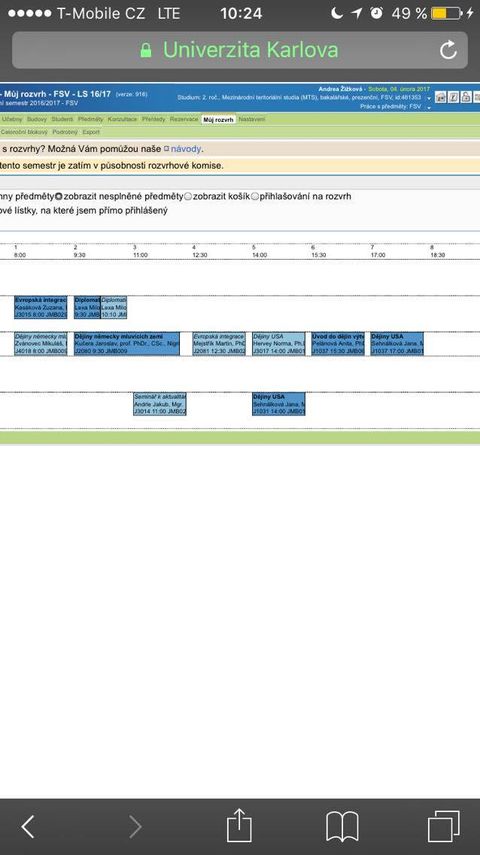 T-Mobile CZ LTE 10:24 49 %
Univerzita Karlova
- Můj rozvrh - FSV - LS 16/17 (verze: 916)
Andrea Žižková - Sobota, 04. února 2017
ní semestr 2016/2017 - FSV
Studium: 2. roč., Mezinárodní teritoriální studia (MTS), bakalářské, prezenční, FSV, id:461353
Práce s předměty: FSV
Učebny Budovy Studenti Předměty Konzultace Přehledy Rezervace Můj rozvrh Nastavení
Celoroční blokový Podrobný Export
s rozvrhy? Možná Vám pomůžou naše návody.
tento semestr je zatím v působnosti rozvrhové komise.
nny předměty zobrazit nesplněné předměty zobrazit košík přihlašování na rozvrh
ové lístky, na které jsem přímo přihlášený
1 2 3 4 5 6 7 8
8:00 9:30 11:00 12:30 14:00 15:30 17:00 18:30
Evropská integrac Diplomat Diplomati
Kasáková Zuzana, Lexa Milo Lexa Milo
J3015 8:00 9:30 JMB 10:10 JM
Dějiny německy mlu Dějiny německy mluvících zemí Evropská integrace Dějiny USA Úvod do dějin výtv Dějiny USA
Zvánovec Mikuláš, Kučera Jaroslav, prof. PhDr., CSc., Nigri Mejstřík Martin, PhD Hervey Norma, Ph. Pelánová Anita, Ph Sehnálková Jana, M
J4018 8:00 JMB009 J2080 9:30 JMB009 J2081 12:30 JMB02 J3017 14:00 JMB01 J1037 15:30 JMB0 J1037 17:00 JMB01
Seminář k aktualitá Dějiny USA
Andrle Jakub, Mgr. Sehnálková Jana, M
J3014 11:00 JMB02 J1031 14:00 JMB01